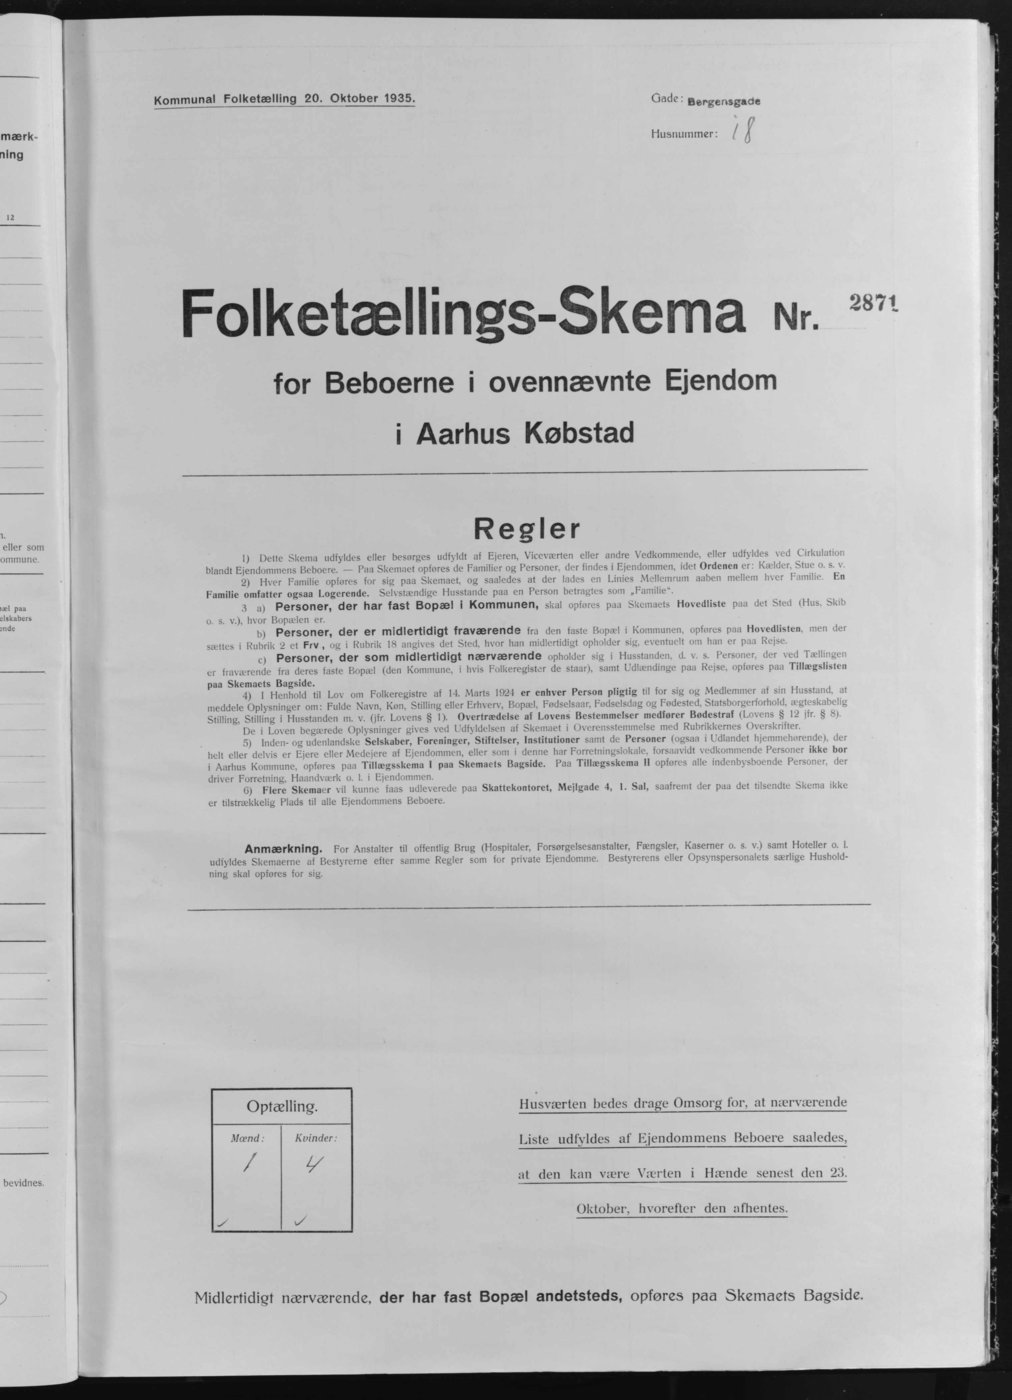 mærk-
ning
12
n.
eller som
ommune.
pæl paa
elskabers
ende
bevidnes.
Kommunal Folketælling 20. Oktober 1935.
Gade: Bergensgade
Husnummer: 18
Folketællings-Skema Nr. 2871
for Beboerne i ovennævnte Ejendom
i Aarhus Købstad
Regler
1) Dette Skema udfyldes eller besørges udfyldt af Ejeren, Viceværten eller andre Vedkommende, eller udfyldes ved Cirkulation
blandt Ejendommens Beboere. — Paa Skemaet opføres de Familier og Personer, der findes i Ejendommen, idet Ordenen er: Kælder, Stue o. s. v.
2) Hver Familie opføres for sig paa Skemaet, og saaledes at der lades en Linies Mellemrum aaben mellem hver Familie. En
Familie omfatter ogsaa Logerende. Selvstændige Husstande paa en Person betragtes som „Familie“.
3 a) Personer, der har fast Bopæl i Kommunen, skal opføres paa Skemaets Hovedliste paa det Sted (Hus, Skib
o. s. v.), hvor Bopælen er.
b) Personer, der er midlertidigt fraværende fra den faste Bopæl i Kommunen, opføres paa Hovedlisten, men der
sættes i Rubrik 2 et Frv., og i Rubrik 18 angives det Sted, hvor han midlertidigt opholder sig, eventuelt om han er paa Rejse.
c) Personer, der som midlertidigt nærværende opholder sig i Husstanden, d. v. s. Personer, der ved Tællingen
er fraværende fra deres faste Bopæl (den Kommune, i hvis Folkeregister de staar), samt Udlændinge paa Rejse, opføres paa Tillægslisten
paa Skemaets Bagside.
4) I Henhold til Lov om Folkeregistre af 14. Marts 1924 er enhver Person pligtig til for sig og Medlemmer af sin Husstand, at
meddele Oplysninger om: Fulde Navn, Køn, Stilling eller Erhverv, Bopæl, Fødselsaar, Fødselsdag og Fødested, Statsborgerforhold, ægteskabelig
Stilling, Stilling i Husstanden m. v. (jfr. Lovens § 1). Overtrædelse af Lovens Bestemmelser medfører Bødestraf (Lovens § 12 jfr. § 8).
De i Loven begærede Oplysninger gives ved Udfyldelsen af Skemaet i Overensstemmelse med Rubrikkernes Overskrifter.
5) Inden- og udenlandske Selskaber, Foreninger, Stiftelser, Institutioner samt de Personer (ogsaa i Udlandet hjemmehørende), der
helt eller delvis er Ejere eller Medejere af Ejendommen, eller som i denne har Forretningslokale, forsaavidt vedkommende Personer ikke bor
i Aarhus Kommune, opføres paa Tillægsskema I paa Skemaets Bagside. Paa Tillægsskema II opføres alle indenbysboende Personer, der
driver Forretning, Haandværk o. l. i Ejendommen.
6) Flere Skemaer vil kunne faas udleverede paa Skattekontoret, Mejlgade 4, 1. Sal, saafremt der paa det tilsendte Skema ikke
er tilstrækkelig Plads til alle Ejendommens Beboere.
Anmærkning. For Anstalter til offentlig Brug (Hospitaler, Forsørgelsesanstalter, Fængsler, Kaserner o. s. v.) samt Hoteller o. l.
udfyldes Skemaerne af Bestyrerne efter samme Regler som for private Ejendomme. Bestyrerens eller Opsynspersonalets særlige Hushold-
ning skal opføres for sig.
Optælling.
Mænd: Kvinder:
1 4
Husværten bedes drage Omsorg for, at nærværende
Liste udfyldes af Ejendommens Beboere saaledes,
at den kan være Værten i Hænde senest den 23.
Oktober, hvorefter den afhentes.
Midlertidigt nærværende, der har fast Bopæl andetsteds, opføres paa Skemaets Bagside.